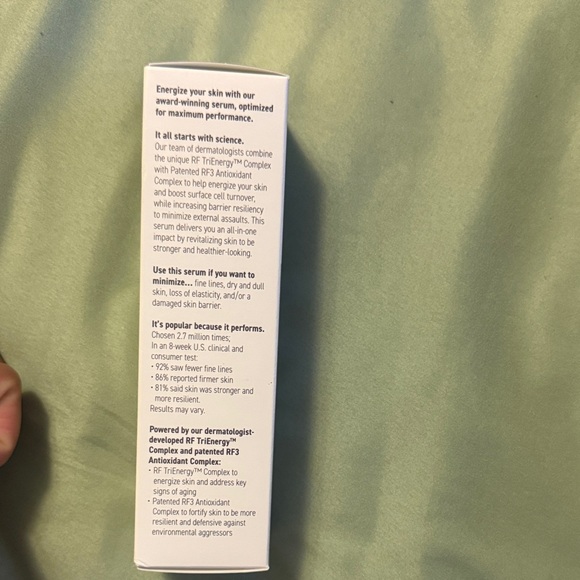 Energize your skin with our
award-winning serum, optimized
for maximum performance.
It all starts with science.
Our team of dermatologists combine
the unique RF TriEnergy™ Complex
with Patented RF3 Antioxidant
Complex to help energize your skin
and boost surface cell turnover,
while increasing barrier resiliency
to minimize external assaults. This
serum delivers you an all-in-one
impact by revitalizing skin to be
stronger and healthier-looking.
Use this serum if you want to
minimize... fine lines, dry and dull
skin, loss of elasticity, and/or a
damaged skin barrier.
It's popular because it performs.
Chosen 2.7 million times;
In an 8-week U.S. clinical and
consumer test:
• 92% saw fewer fine lines
• 86% reported firmer skin
• 81% said skin was stronger and
more resilient.
Results may vary.
Powered by our dermatologist-
developed RF TriEnergy™
Complex and patented RF3
Antioxidant Complex:
• RF TriEnergy™ Complex to
energize skin and address key
signs of aging
• Patented RF3 Antioxidant
Complex to fortify skin to be more
resilient and defensive against
environmental aggressors